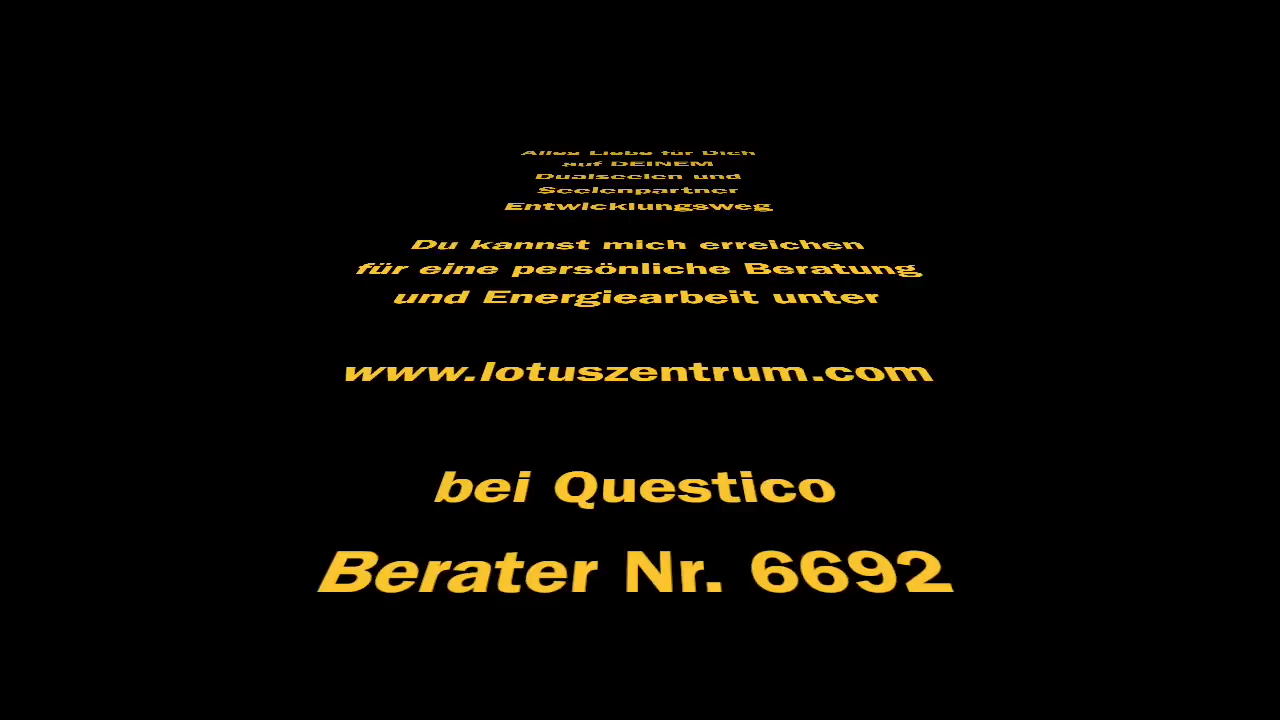 Alles Liebe für Dich
auf DEINEM
Dualseelen und
Seelenpartner
Entwicklungsweg
Du kannst mich erreichen
für eine persönliche Beratung
und Energiearbeit unter
www.lotuszentrum.com
bei Questico
Berater Nr. 6692